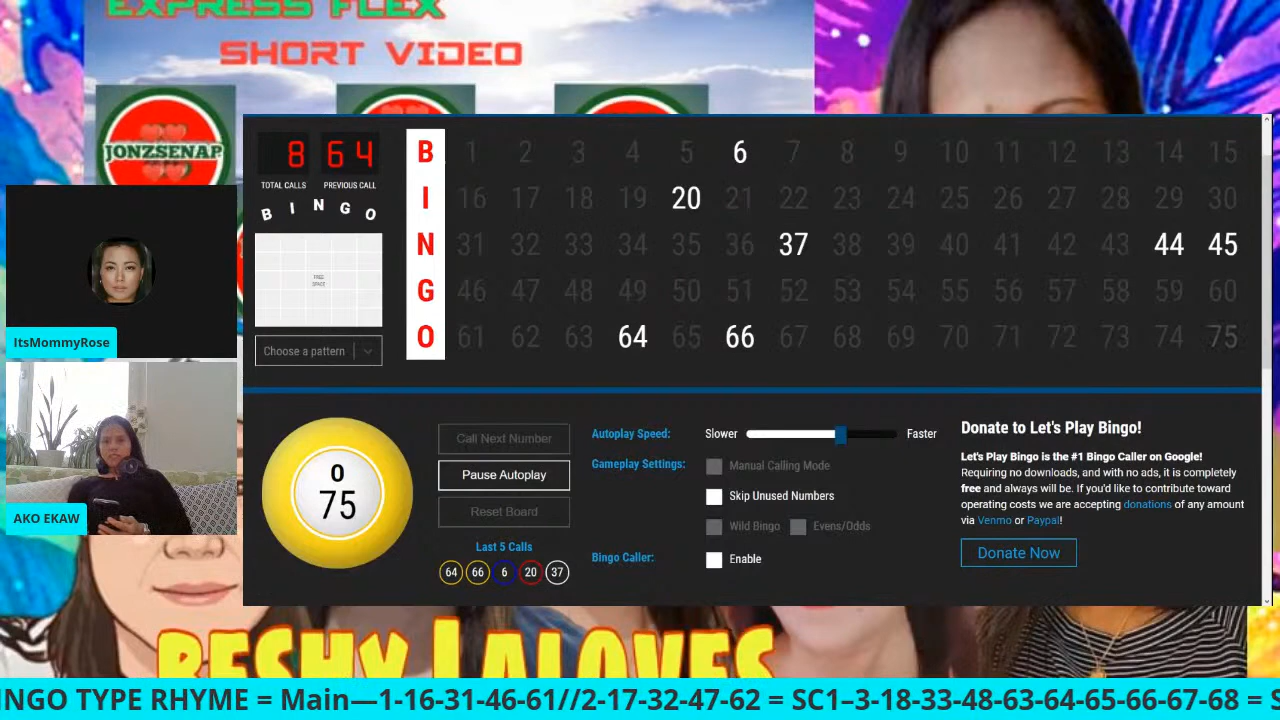 EXPRESS FLEX
SHORT VIDEO
JONZSENAP
8 64
TOTAL CALLS PREVIOUS CALL
B I N G O
FREE
SPACE
Choose a pattern
B 1 2 3 4 5 6 7 8 9 10 11 12 13 14 15
I 16 17 18 19 20 21 22 23 24 25 26 27 28 29 30
N 31 32 33 34 35 36 37 38 39 40 41 42 43 44 45
G 46 47 48 49 50 51 52 53 54 55 56 57 58 59 60
O 61 62 63 64 65 66 67 68 69 70 71 72 73 74 75
ItsMommyRose
AKO EKAW
O
75
Call Next Number
Pause Autoplay
Reset Board
Last 5 Calls
64 66 6 20 37
Autoplay Speed: Slower Faster
Gameplay Settings: Manual Calling Mode
Skip Unused Numbers
Wild Bingo Evens/Odds
Bingo Caller: Enable
Donate to Let's Play Bingo!
Let's Play Bingo is the #1 Bingo Caller on Google!
Requiring no downloads, and with no ads, it is completely
free and always will be. If you'd like to contribute toward
operating costs we are accepting donations of any amount
via Venmo or Paypal!
Donate Now
BESHY LALOVES
INGO TYPE RHYME = Main—1-16-31-46-61//2-17-32-47-62 = SC1–3-18-33-48-63-64-65-66-67-68 = S